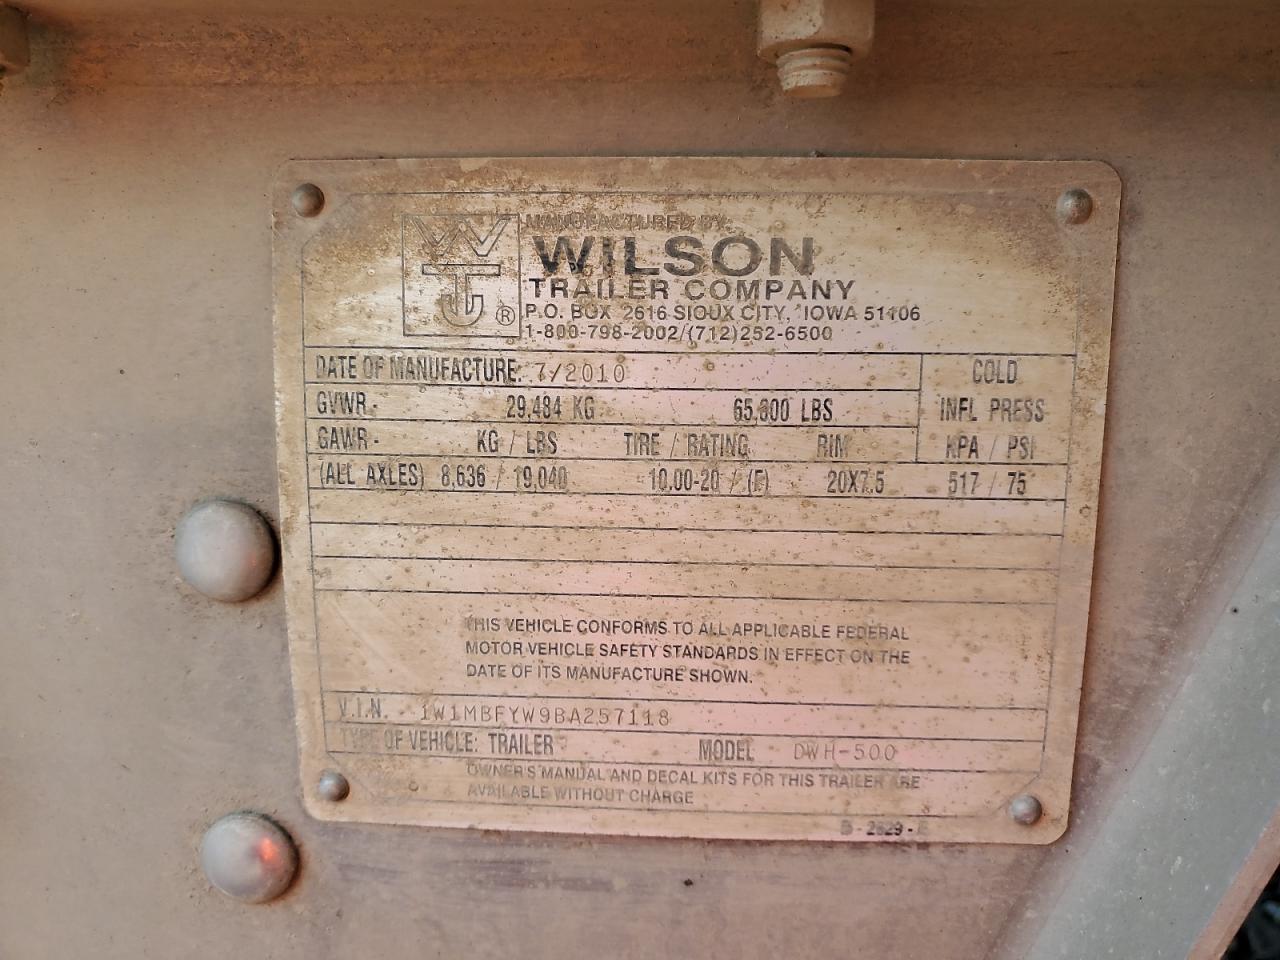 MANUFACTURED BY
WILSON
TRAILER COMPANY
P.O. BOX 2616 SIOUX CITY, IOWA 51106
1-800-798-2002/(712)252-6500
WTC ®
DATE OF MANUFACTURE: 7/2010 COLD
GVWR - 29,484 KG LBS INFL PRESS
GAWR - KG / LBS TIRE / RATING RIM KPA / PSI
(ALL AXLES) 8,636 / 19,040 10.00-20 / (F) 20X7.5 517 / 75
THIS VEHICLE CONFORMS TO ALL APPLICABLE FEDERAL
MOTOR VEHICLE SAFETY STANDARDS IN EFFECT ON THE
DATE OF ITS MANUFACTURE SHOWN.
V.I.N. 1W1MBFYW9BA257118
TYPE OF VEHICLE: TRAILER MODEL DWH-500
OWNER'S MANUAL AND DECAL KITS FOR THIS TRAILER ARE
AVAILABLE WITHOUT CHARGE